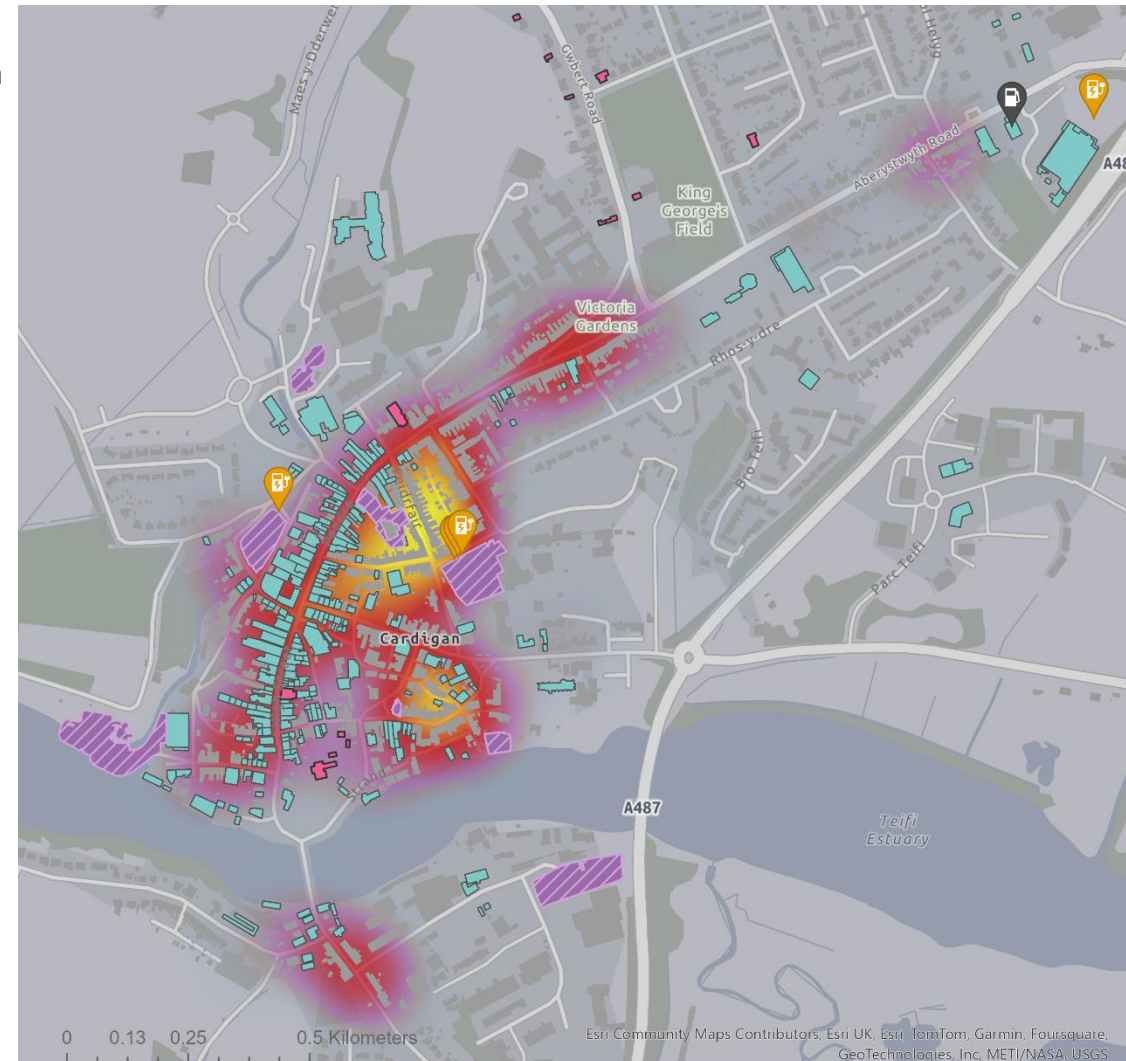 Maes y-Dderwen
Gwbert Road
King
George's
Field
Aberystwyth Road
Victoria
Gardens
Rhos-y-dre
Bro Teifi
Parc Teifi
Cardigan
Strand
A487
Teifi
Estuary
0 0.13 0.25 0.5 Kilometers
Esri Community Maps Contributors, Esri UK, Esri, TomTom, Garmin, Foursquare,
GeoTechnologies, Inc, METI/NASA, USGS